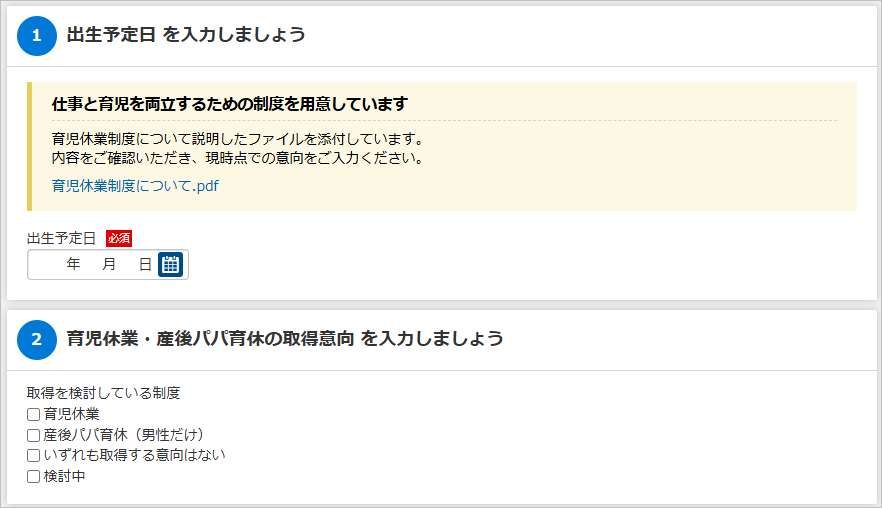 1 出生予定日 を入力しましょう
仕事と育児を両立するための制度を用意しています
育児休業制度について説明したファイルを添付しています。
内容をご確認いただき、現時点での意向をご入力ください。
育児休業制度について.pdf
出生予定日 必須
年 月 日
2 育児休業・産後パパ育休の取得意向 を入力しましょう
取得を検討している制度
育児休業
産後パパ育休（男性だけ）
いずれも取得する意向はない
検討中